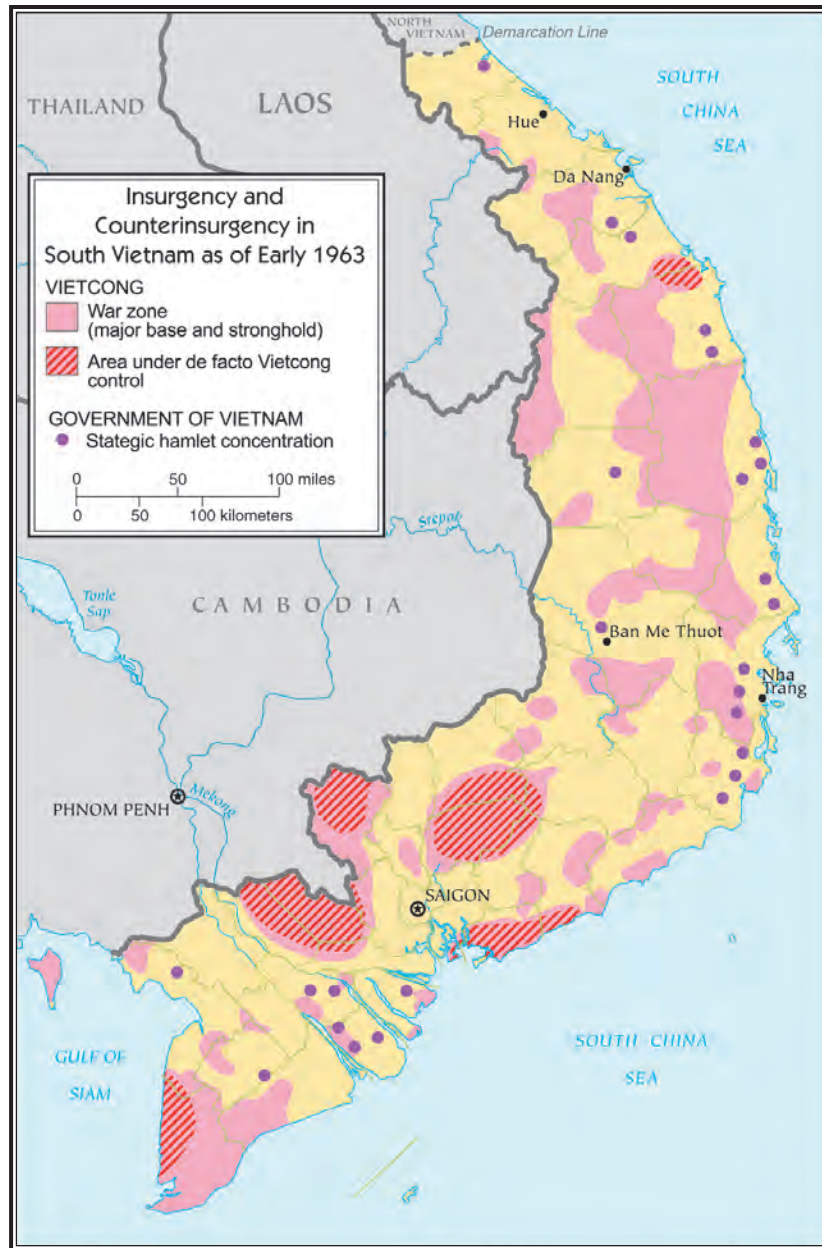 NORTH
VIETNAM
Demarcation Line
THAILAND
LAOS
SOUTH
CHINA
SEA
Hue
Da Nang
Insurgency and
Counterinsurgency in
South Vietnam as of Early 1963
VIETCONG
War zone
(major base and stronghold)
Area under de facto Vietcong
control
GOVERNMENT OF VIETNAM
Stategic hamlet concentration
0 50 100 miles
0 50 100 kilometers
Srepok
Tonle
Sap
CAMBODIA
Ban Me Thuot
Nha
Trang
PHNOM PENH
Mekong
SAIGON
GULF OF
SIAM
SOUTH CHINA
SEA